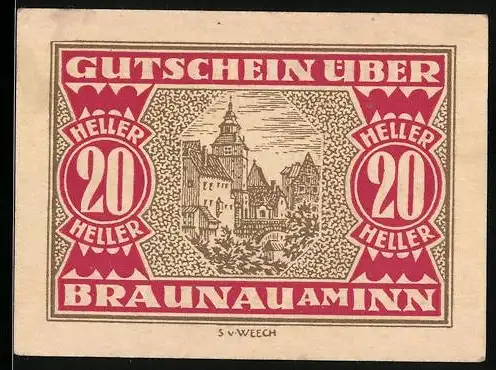 GUTSCHEIN ÜBER
HELLER
20
HELLER
HELLER
20
HELLER
BRAUNAU AM INN
S. v. WEECH